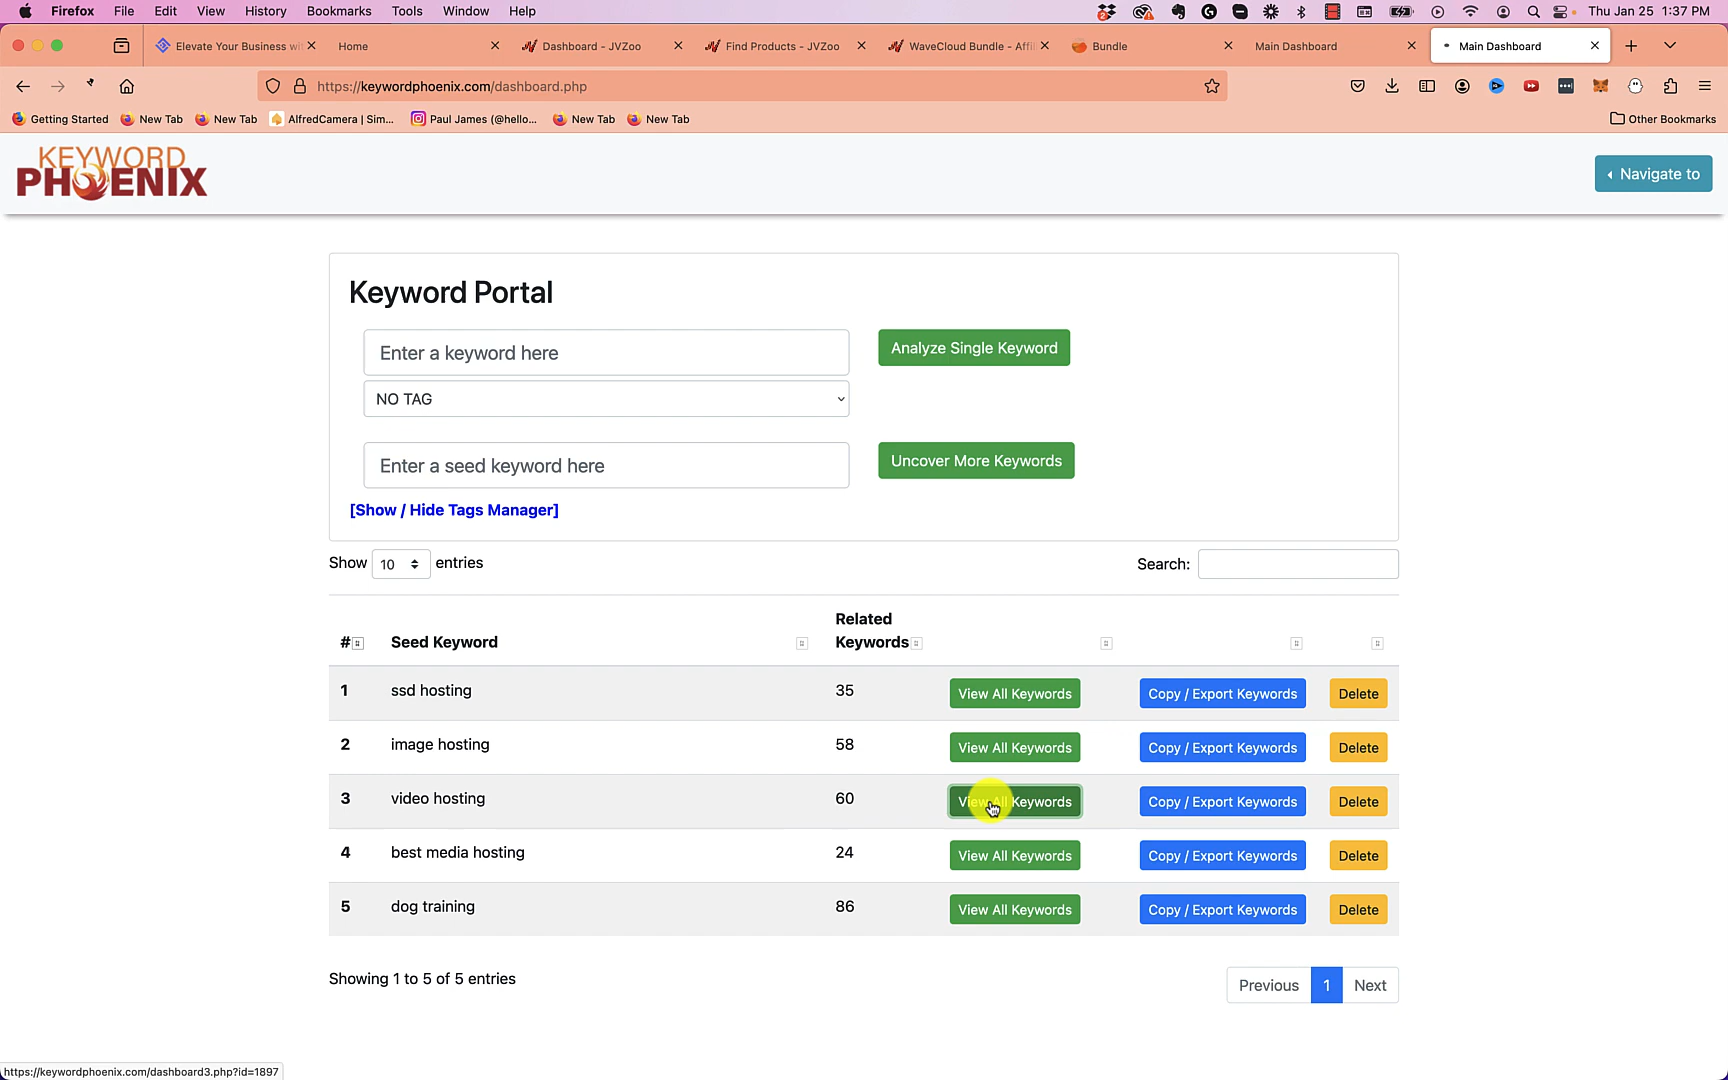 Firefox File Edit View History Bookmarks Tools Window Help Thu Jan 25 1:37 PM
Elevate Your Business wi Home Dashboard - JVZoo Find Products - JVZoo WaveCloud Bundle - Affi Bundle Main Dashboard Main Dashboard
https://keywordphoenix.com/dashboard.php
Getting Started New Tab New Tab AlfredCamera | Sim... Paul James (@hello... New Tab New Tab Other Bookmarks
KEYWORD
PHOENIX
Navigate to
Keyword Portal
Enter a keyword here Analyze Single Keyword
NO TAG
Enter a seed keyword here Uncover More Keywords
[Show / Hide Tags Manager]
Show 10 entries Search:
Related
# Seed Keyword Keywords
1 ssd hosting 35 View All Keywords Copy / Export Keywords Delete
2 image hosting 58 View All Keywords Copy / Export Keywords Delete
3 video hosting 60 View All Keywords Copy / Export Keywords Delete
4 best media hosting 24 View All Keywords Copy / Export Keywords Delete
5 dog training 86 View All Keywords Copy / Export Keywords Delete
Showing 1 to 5 of 5 entries Previous 1 Next
https://keywordphoenix.com/dashboard3.php?id=1897